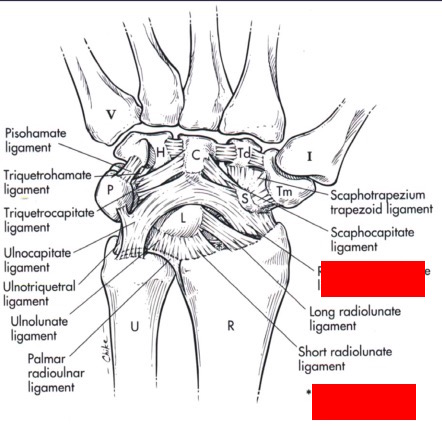 V
I
H
C
Td
P
S
Tm
L
U
R
Pisohamate
ligament
Triquetrohamate
ligament
Triquetrocapitate
ligament
Ulnocapitate
ligament
Ulnotriquetral
ligament
Ulnolunate
ligament
Palmar
radioulnar
ligament
Chike
Scaphotrapezium
trapezoid ligament
Scaphocapitate
ligament
Long radiolunate
ligament
Short radiolunate
ligament
*